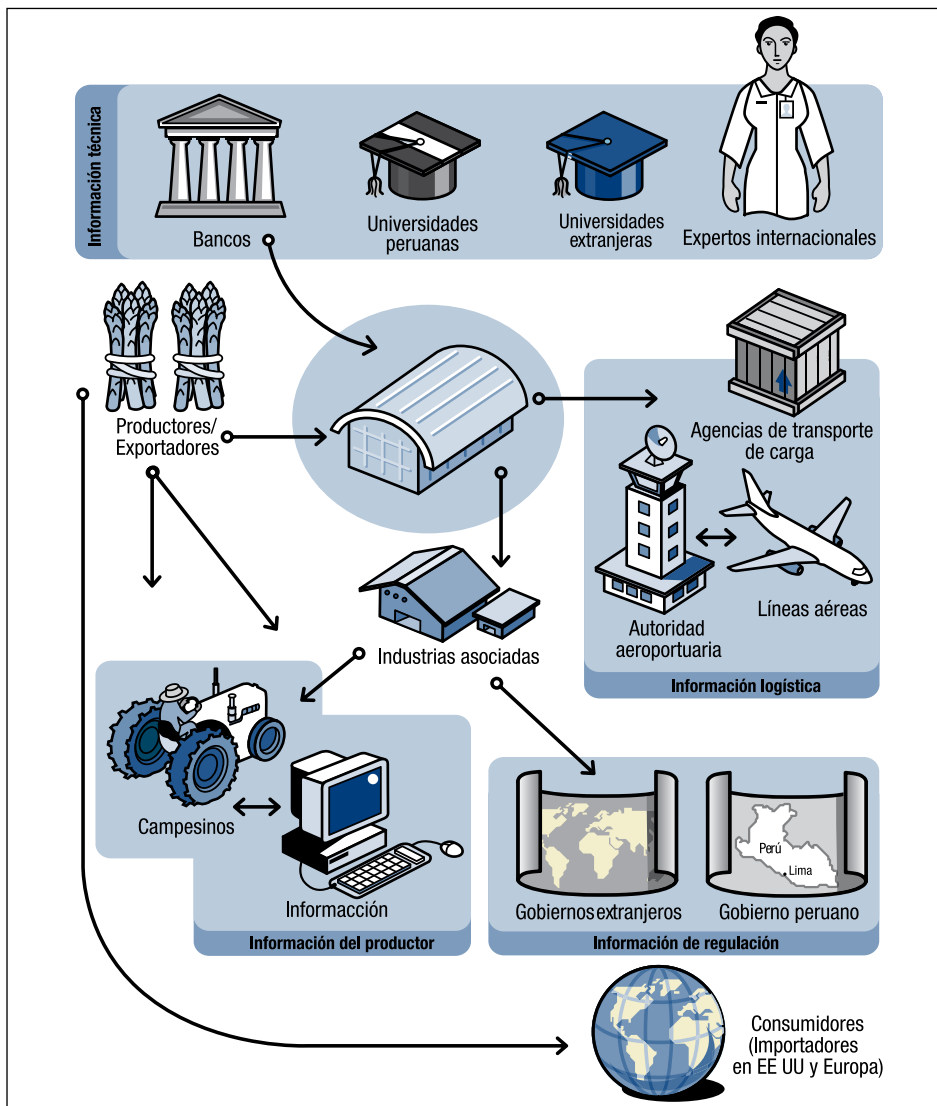 Información técnica
Bancos
Universidades
peruanas
Universidades
extranjeras
Expertos internacionales
Productores/
Exportadores
Agencias de transporte
de carga
Autoridad
aeroportuaria
Líneas aéreas
Información logística
Industrias asociadas
Campesinos
Informacción
Información del productor
Perú
Lima
Gobiernos extranjeros
Gobierno peruano
Información de regulación
Consumidores
(Importadores
en EE UU y Europa)